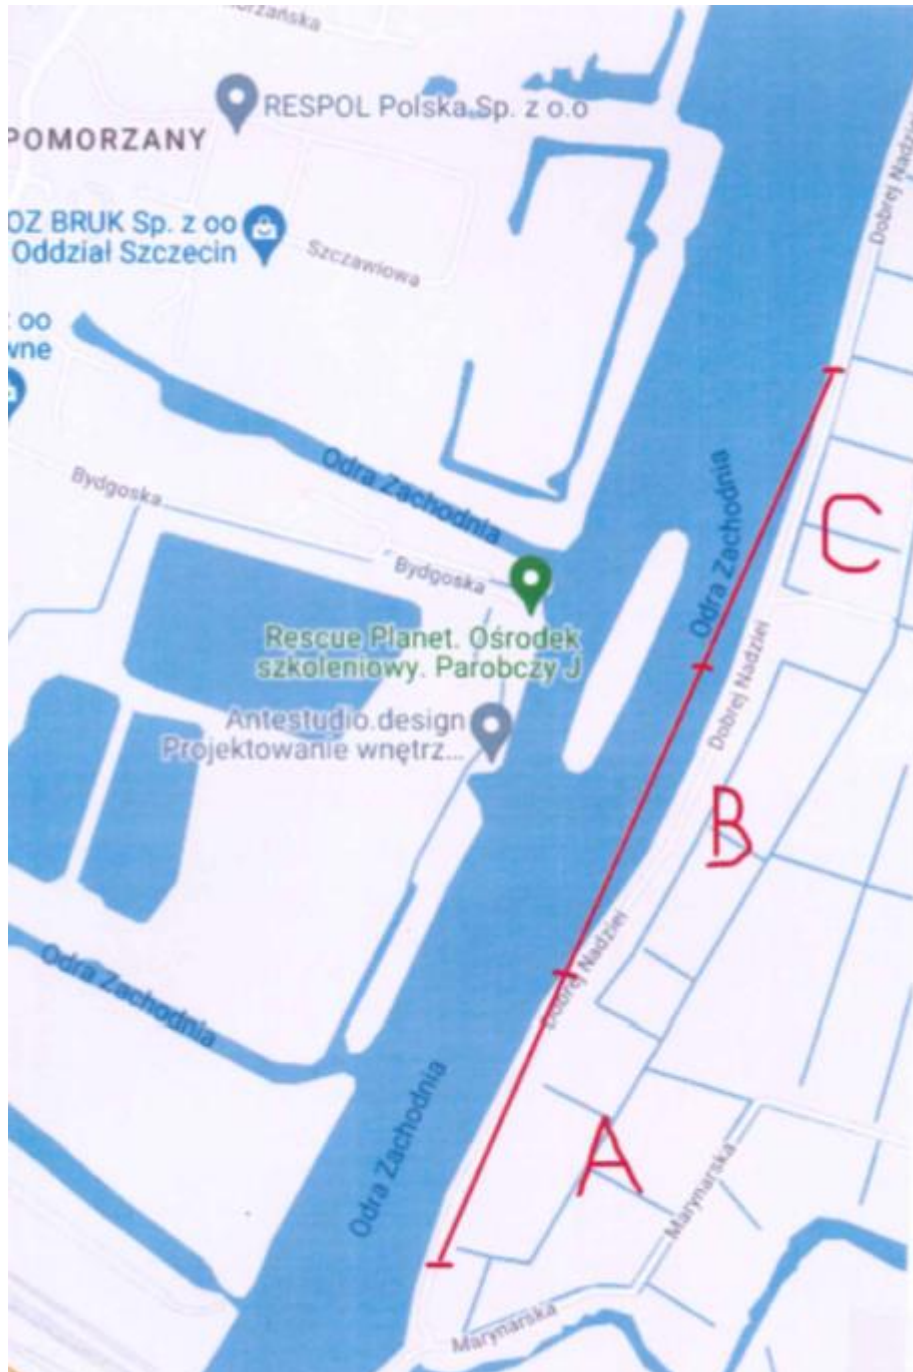 RESPOL Polska Sp. z o.o
POMORZANY
OZ BRUK Sp. z oo
Oddział Szczecin
Szczawiowa
Dobrej Nadziei
oo
wne
Odra Zachodnia
Odra Zachodnia
Bydgoska
C
Bydgoska
Rescue Planet. Ośrodek
szkoleniowy. Parobczy J
Dobrej Nadziei
Antestudio.design
Projektowanie wnętrz...
B
Odra Zachodnia
Dobrej Nadziei
Odra Zachodnia
A
Marynarska
Marynarska